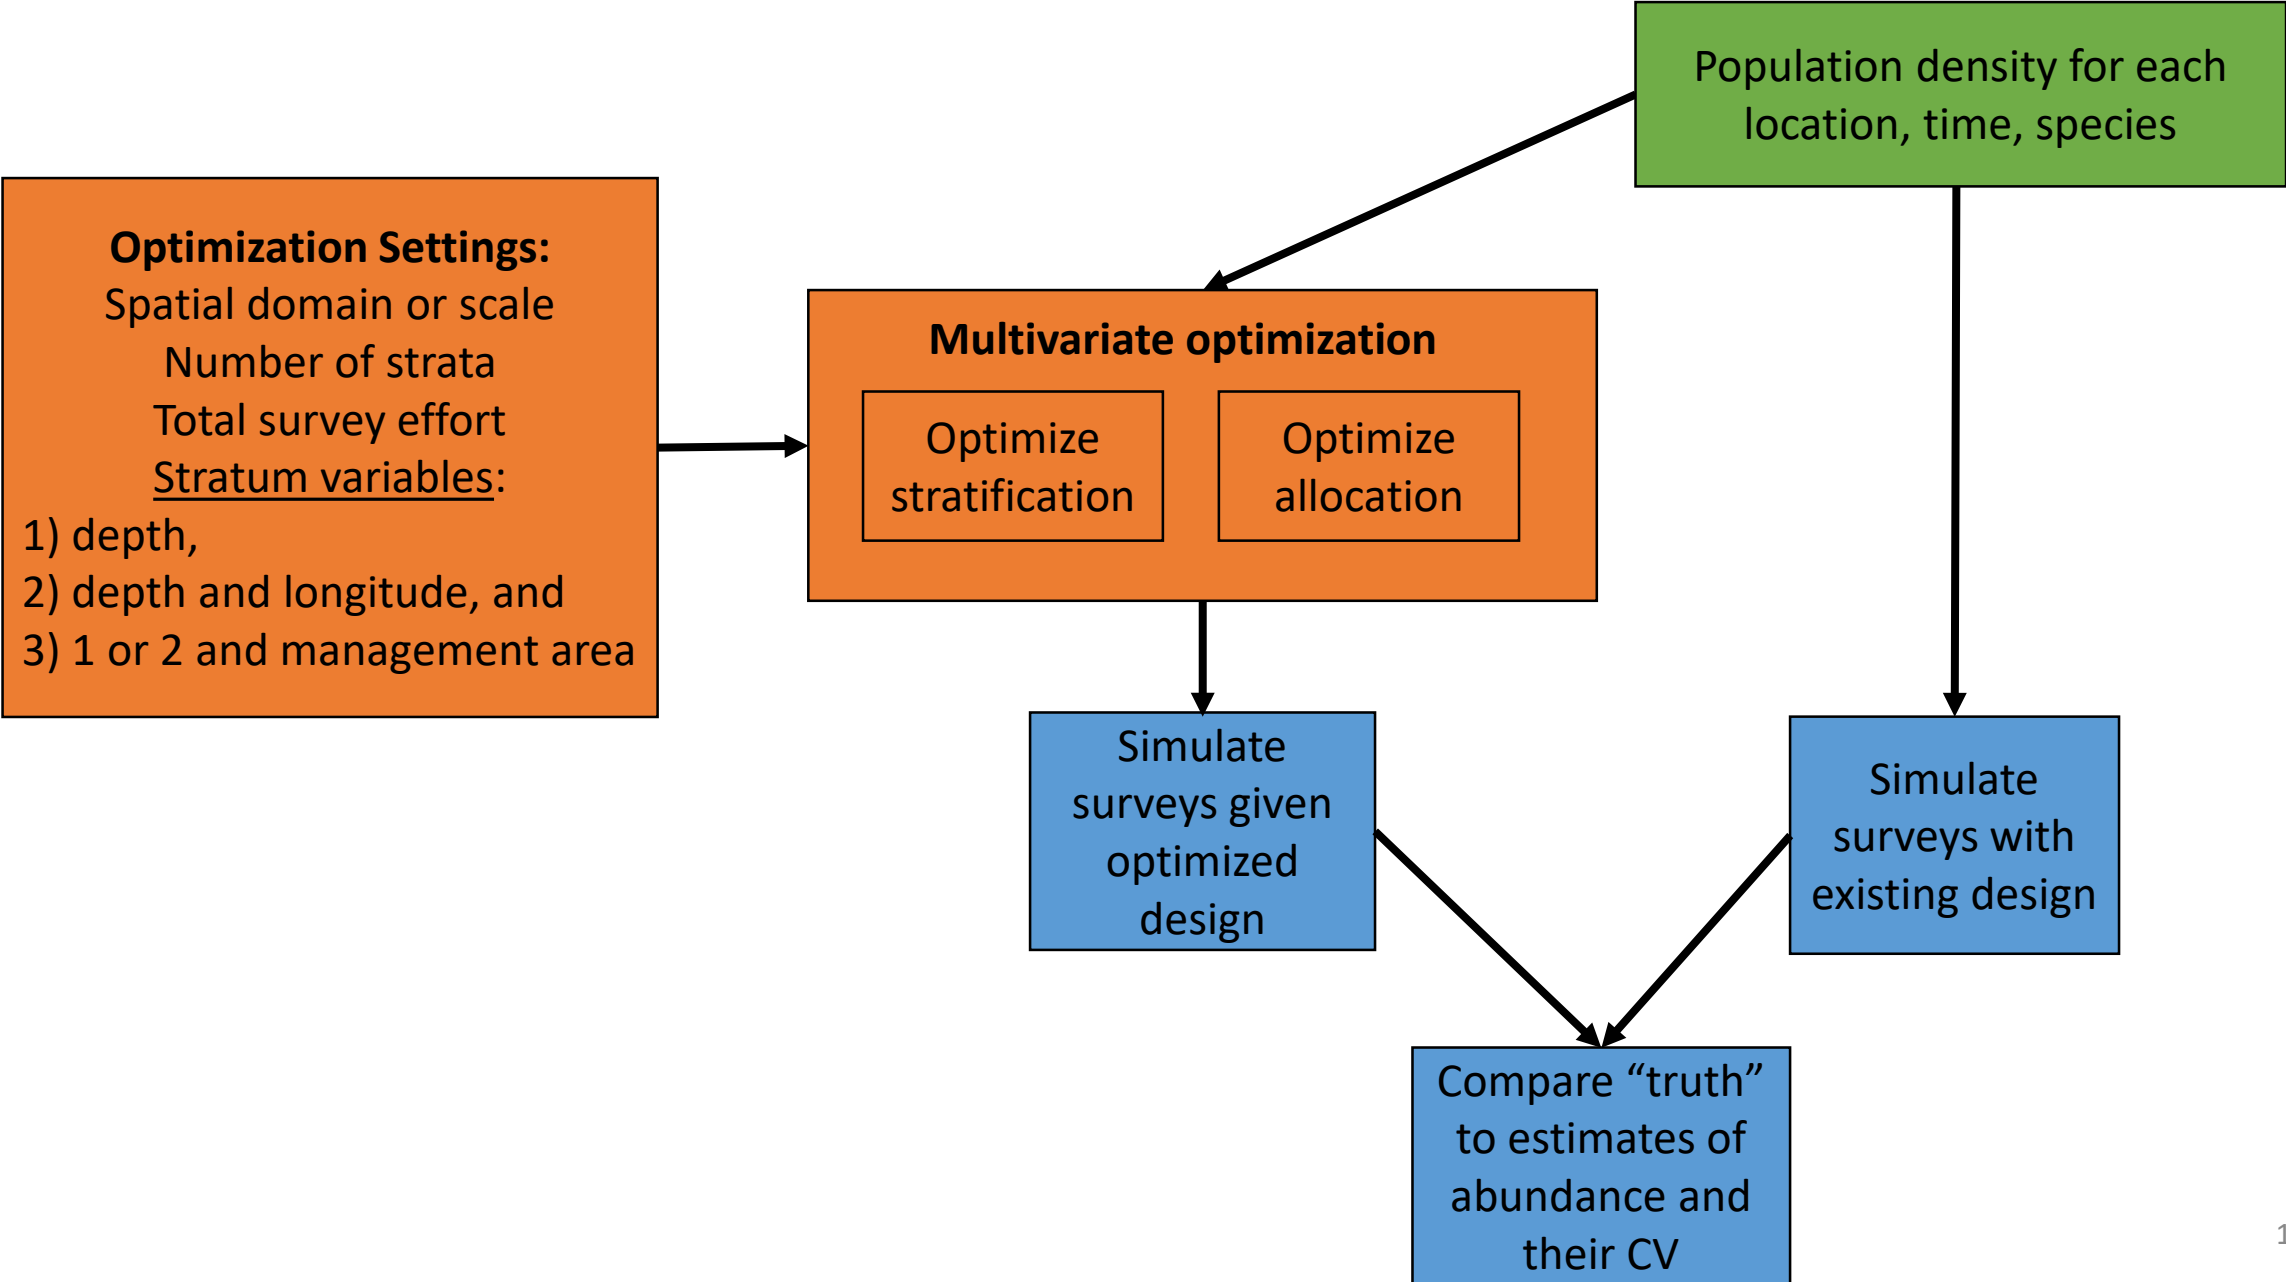 Population density for each
location, time, species
Optimization Settings:
Spatial domain or scale
Number of strata
Total survey effort
Stratum variables:
1) depth,
2) depth and longitude, and
3) 1 or 2 and management area
Multivariate optimization
Optimize
stratification
Optimize
allocation
Simulate
surveys given
optimized
design
Simulate
surveys with
existing design
Compare “truth”
to estimates of
abundance and
their CV
1